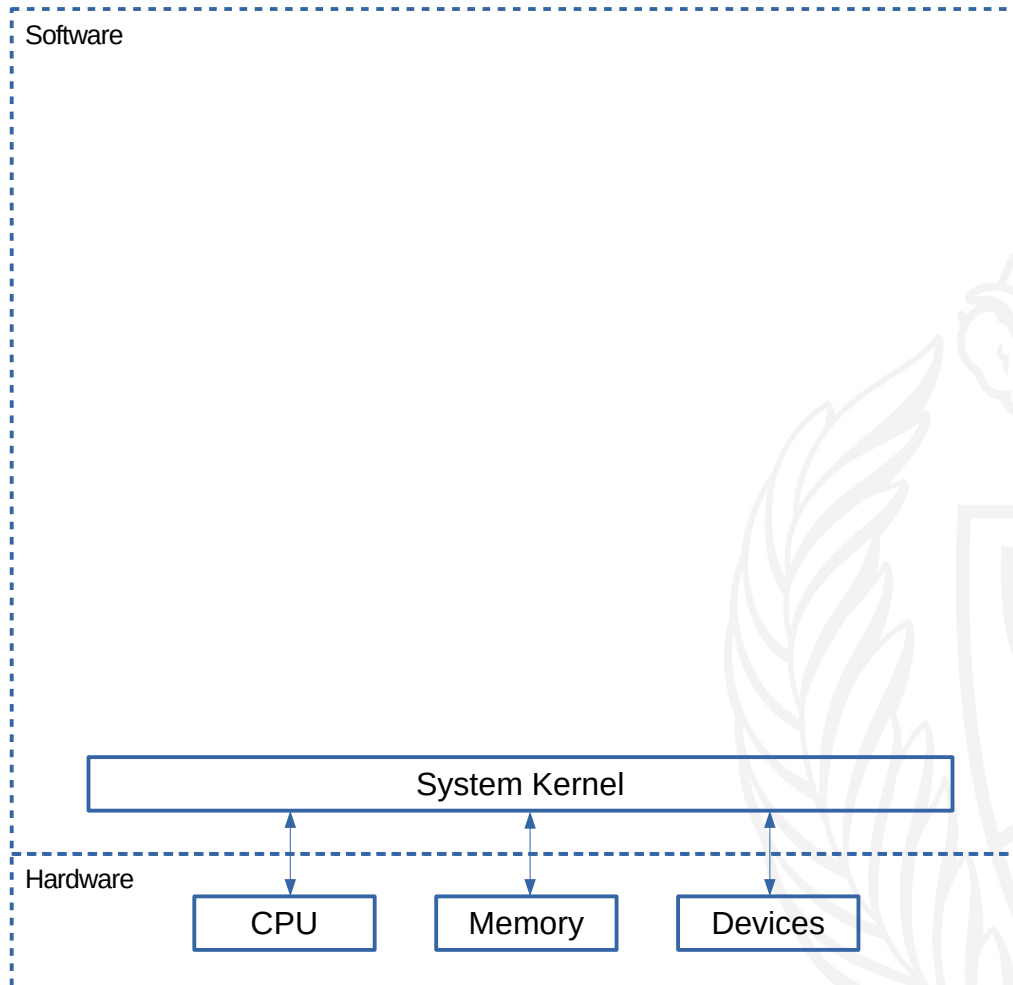 Software
System Kernel
Hardware
CPU
Memory
Devices